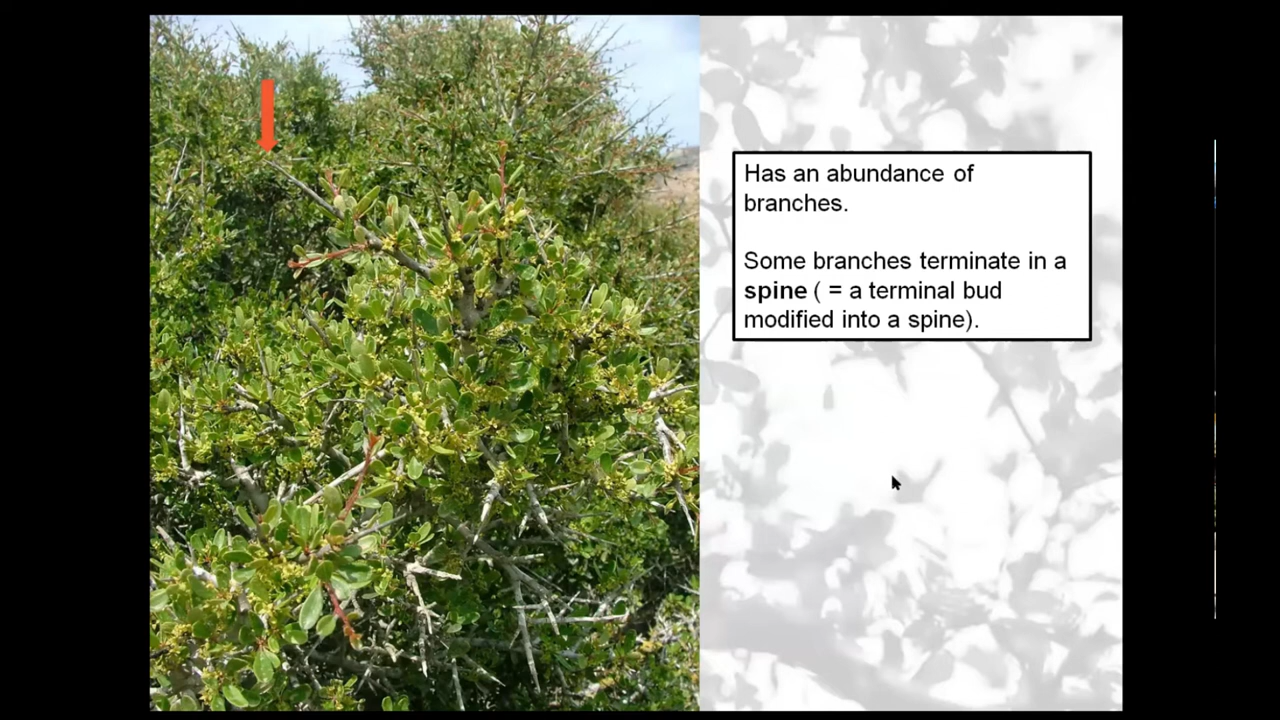 Has an abundance of
branches.
Some branches terminate in a
spine ( = a terminal bud
modified into a spine).